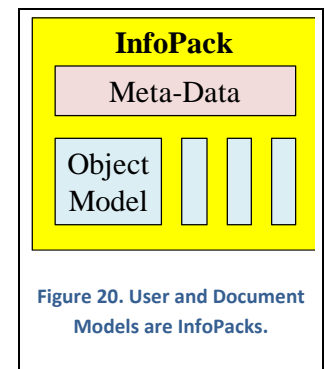 InfoPack
Meta-Data
Object
Model
Figure 20. User and Document
Models are InfoPacks.